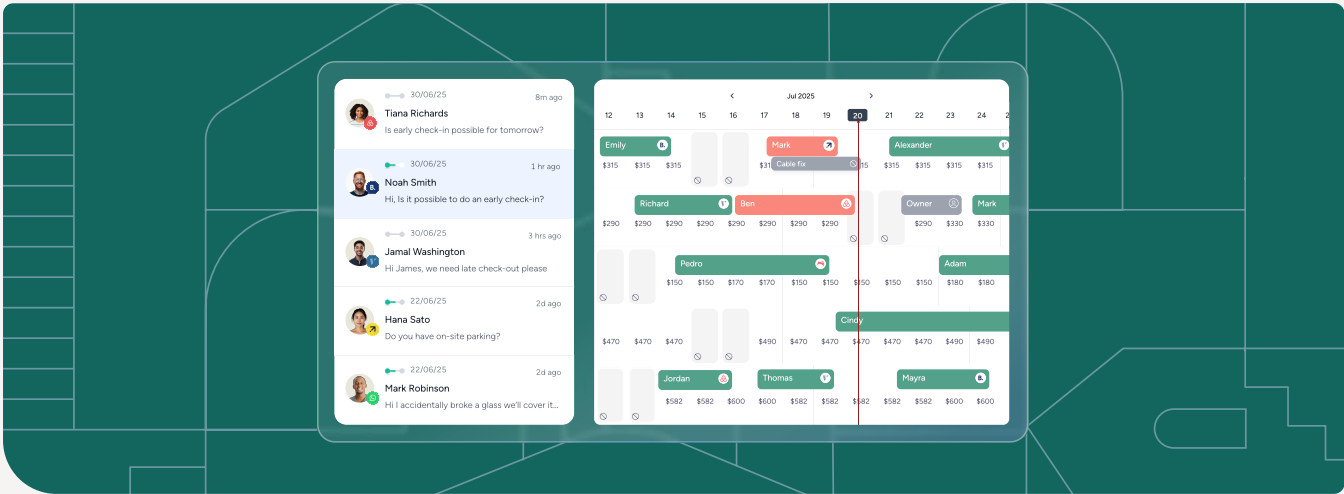 30/06/25
8m ago
Tiana Richards
Is early check-in possible for tomorrow?
30/06/25
1 hr ago
Noah Smith
Hi, Is it possible to do an early check-in?
30/06/25
3 hrs ago
Jamal Washington
Hi James, we need late check-out please
22/06/25
2d ago
Hana Sato
Do you have on-site parking?
22/06/25
2d ago
Mark Robinson
Hi I accidentally broke a glass we'll cover it...
Jul 2025
12 13 14 15 16 17 18 19 20 21 22 23 24
Emily B. Mark Alexander
$315 $315 $315 Cable fix $315 $315 $315 $315
Richard Ben Owner Mark
$290 $290 $290 $290 $290 $290 $290 $290 $290 $290 $330 $330
Pedro Adam
$150 $150 $170 $170 $150 $150 $150 $150 $150 $180 $180
Cindy
$470 $470 $470 $490 $490 $470 $470 $470 $470 $490 $490
Jordan Thomas Mayra B.
$582 $582 $600 $600 $582 $582 $582 $582 $582 $600 $600